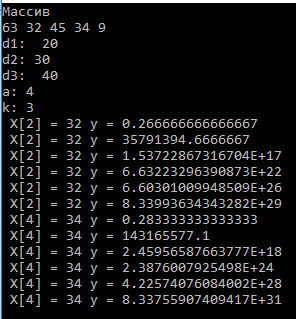 Массив
63 32 45 34 9
d1:  20
d2: 30
d3:  40
a: 4
k: 3
 X[2] = 32 y = 0.266666666666667
 X[2] = 32 y = 35791394.6666667
 X[2] = 32 y = 1.53722867316704E+17
 X[2] = 32 y = 6.63223296390873E+22
 X[2] = 32 y = 6.60301009948509E+26
 X[2] = 32 y = 8.33993634343282E+29
 X[4] = 34 y = 0.283333333333333
 X[4] = 34 y = 143165577.1
 X[4] = 34 y = 2.45956587663777E+18
 X[4] = 34 y = 2.3876007925498E+24
 X[4] = 34 y = 4.22574076084002E+28
 X[4] = 34 y = 8.33755907409417E+31